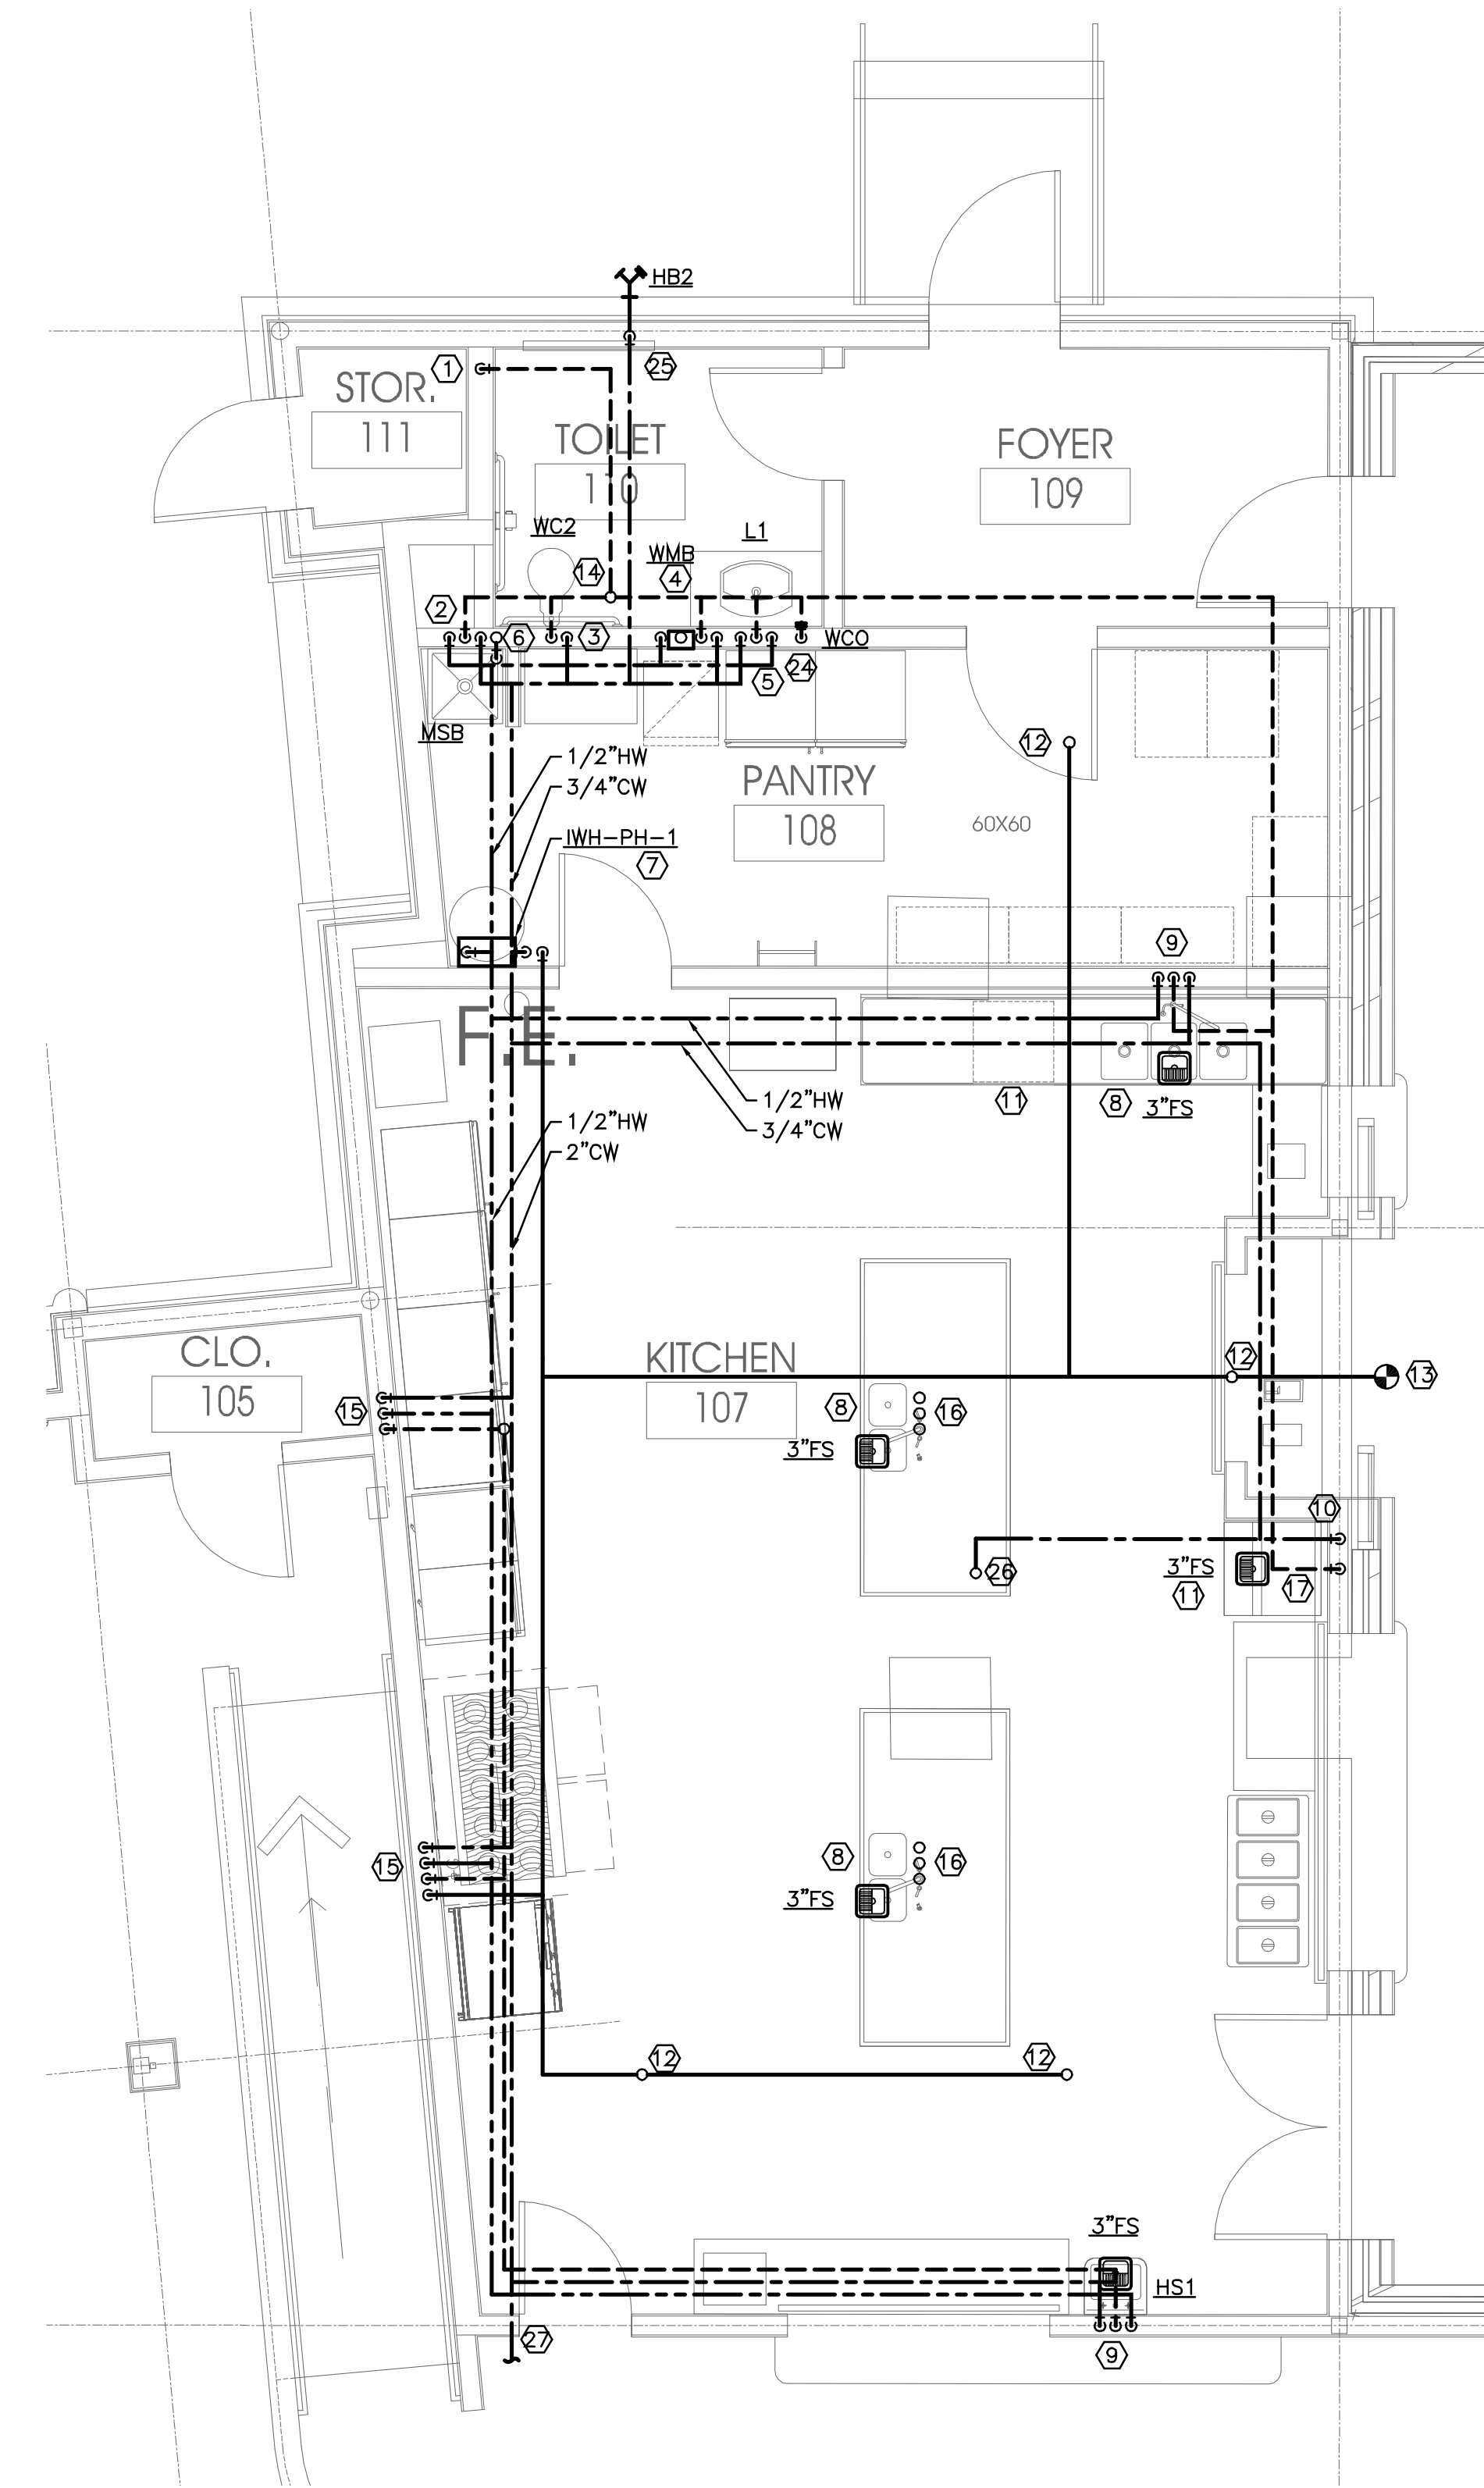 HB2
25
1
STOR.
111
TOILET
110
FOYER
109
WC2
L1
14
WMB
4
2
6
3
WCO
24
5
MSB
12
1/2"HW
3/4"CW
PANTRY
108
60X60
IWH-PH-1
7
9
F.E.
1/2"HW
3/4"CW
11
8
3"FS
1/2"HW
2"CW
CLO.
105
KITCHEN
107
12
13
15
8
16
3"FS
10
26
3"FS
11
17
15
8
16
3"FS
12
12
3"FS
HS1
27
9